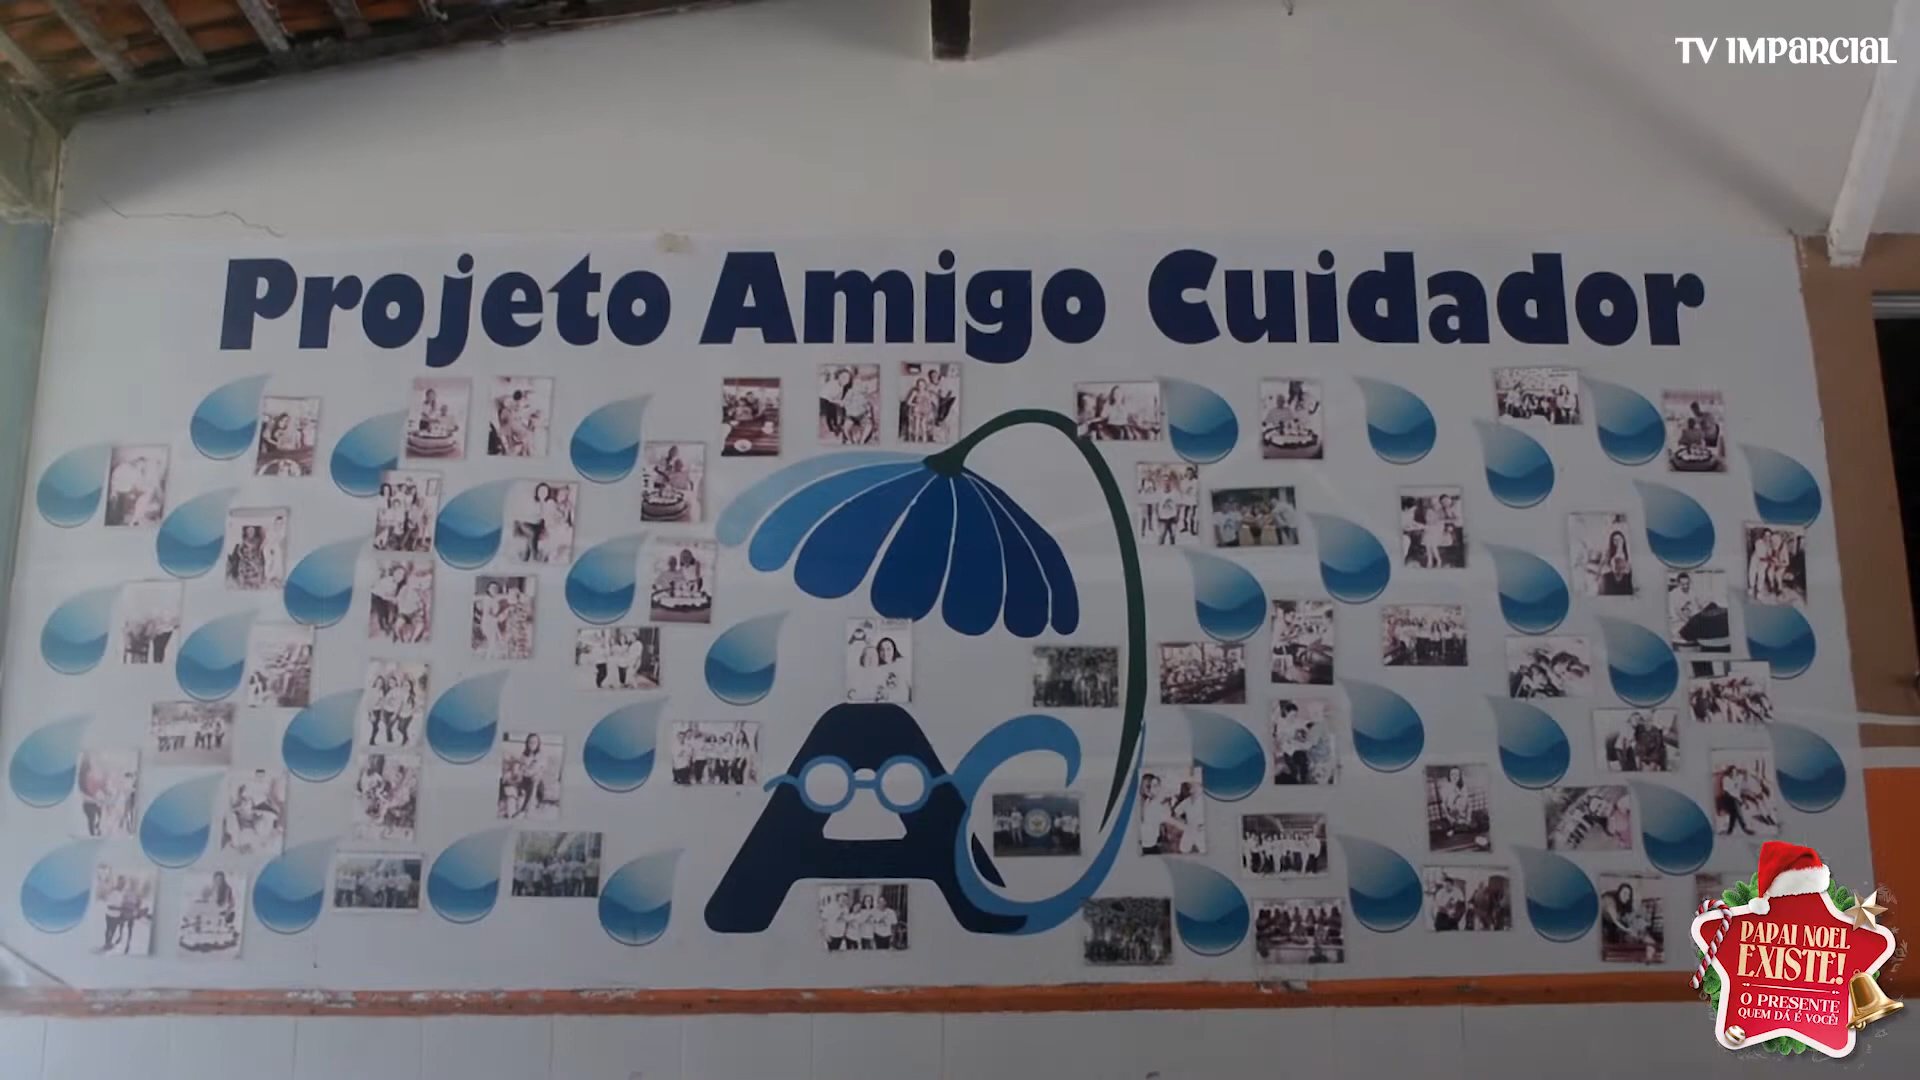 TV IMPARCIAL
Projeto Amigo Cuidador
AC
PAPAI NOEL
EXISTE!
O PRESENTE
QUEM DÁ É VOCÊ!